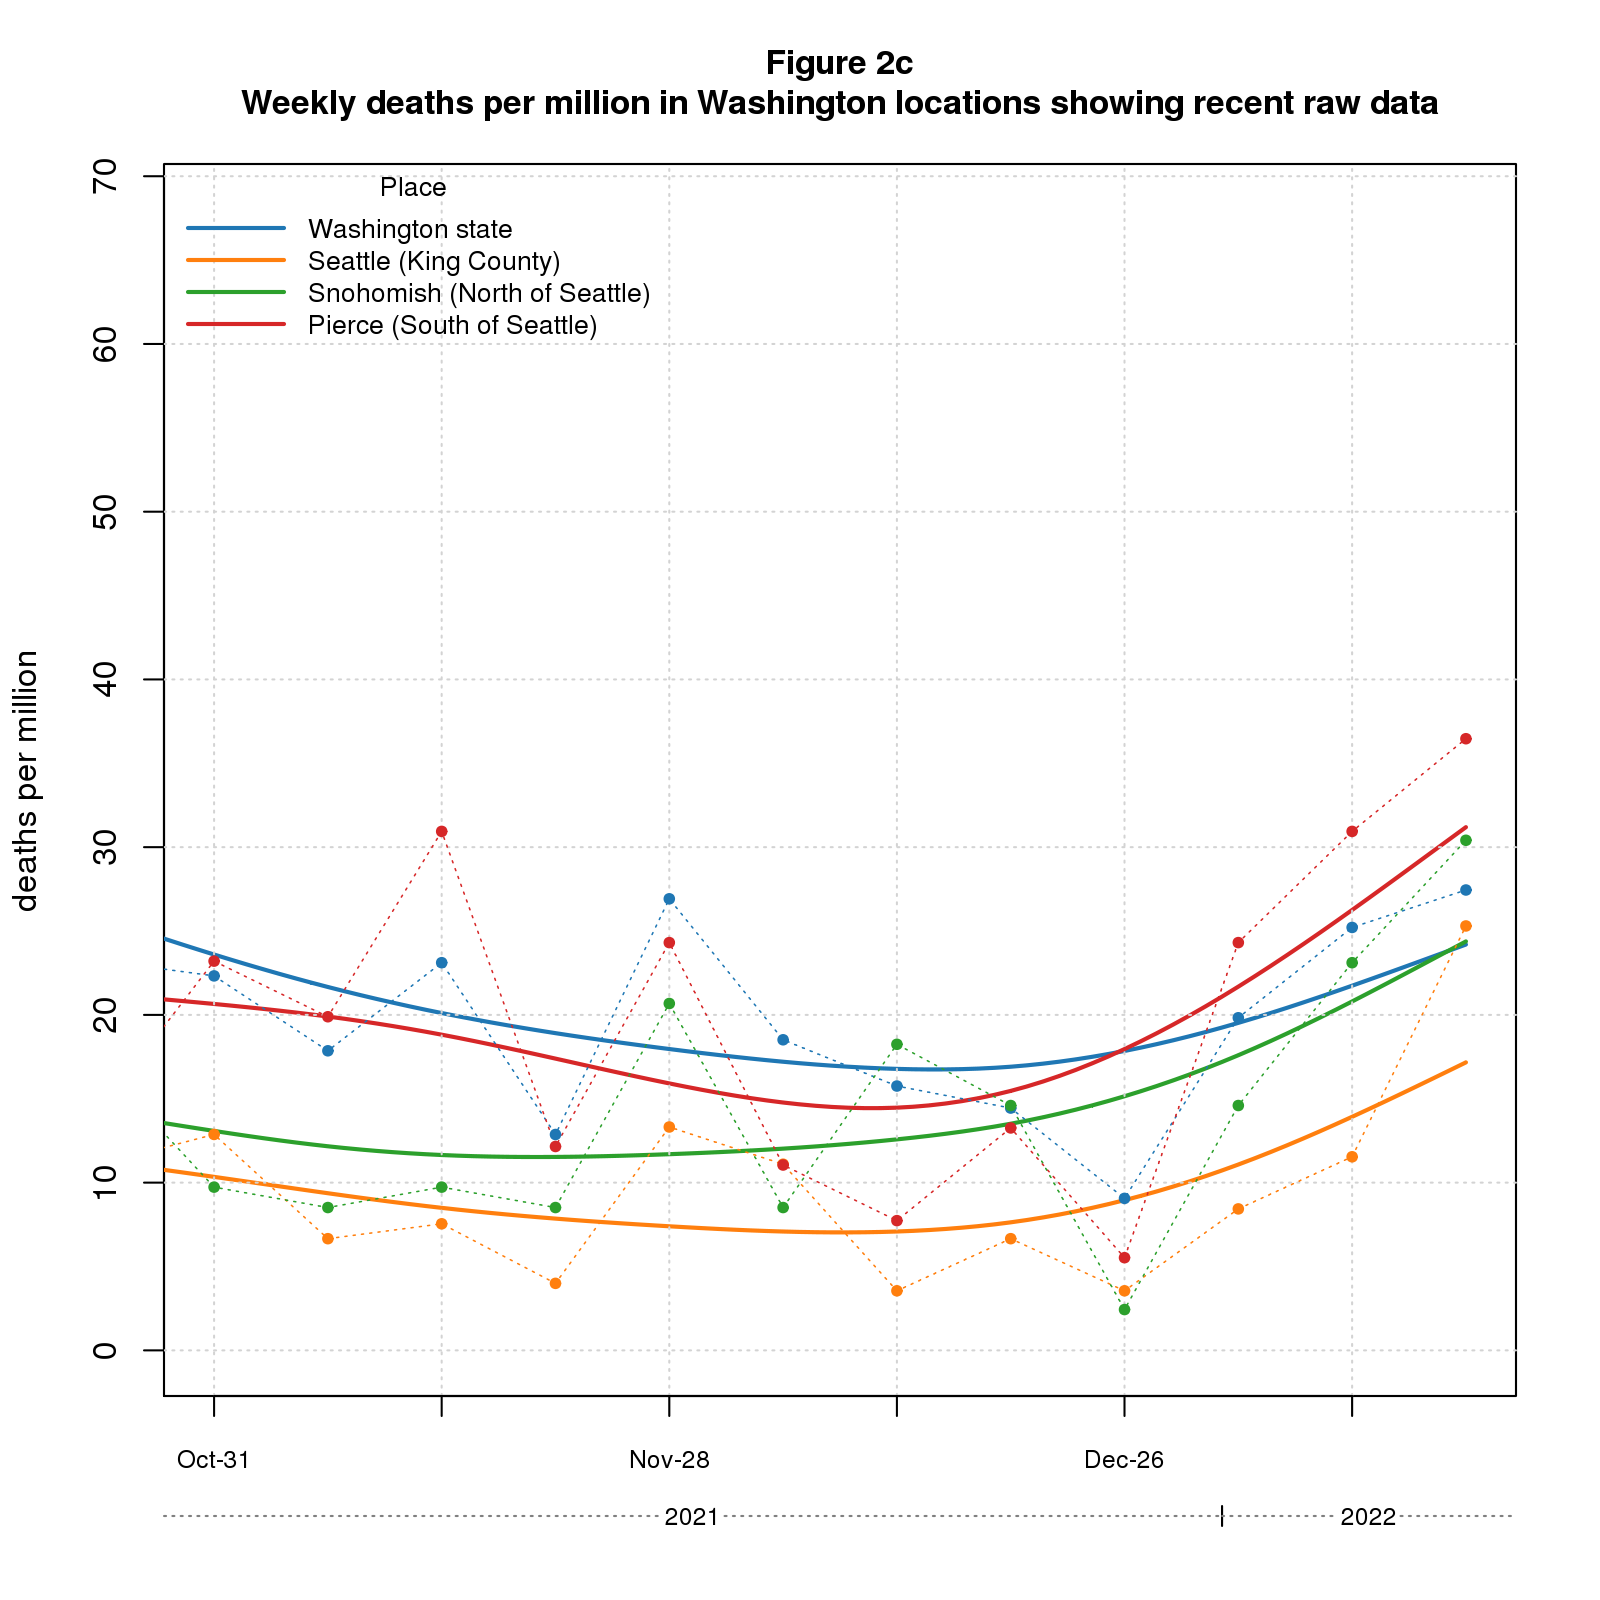 Figure 2c
Weekly deaths per million in Washington locations showing recent raw data
Place
Washington state
Seattle (King County)
Snohomish (North of Seattle)
Pierce (South of Seattle)
deaths per million
70
60
50
40
30
20
10
0
Oct-31 Nov-28 Dec-26
2021 2022